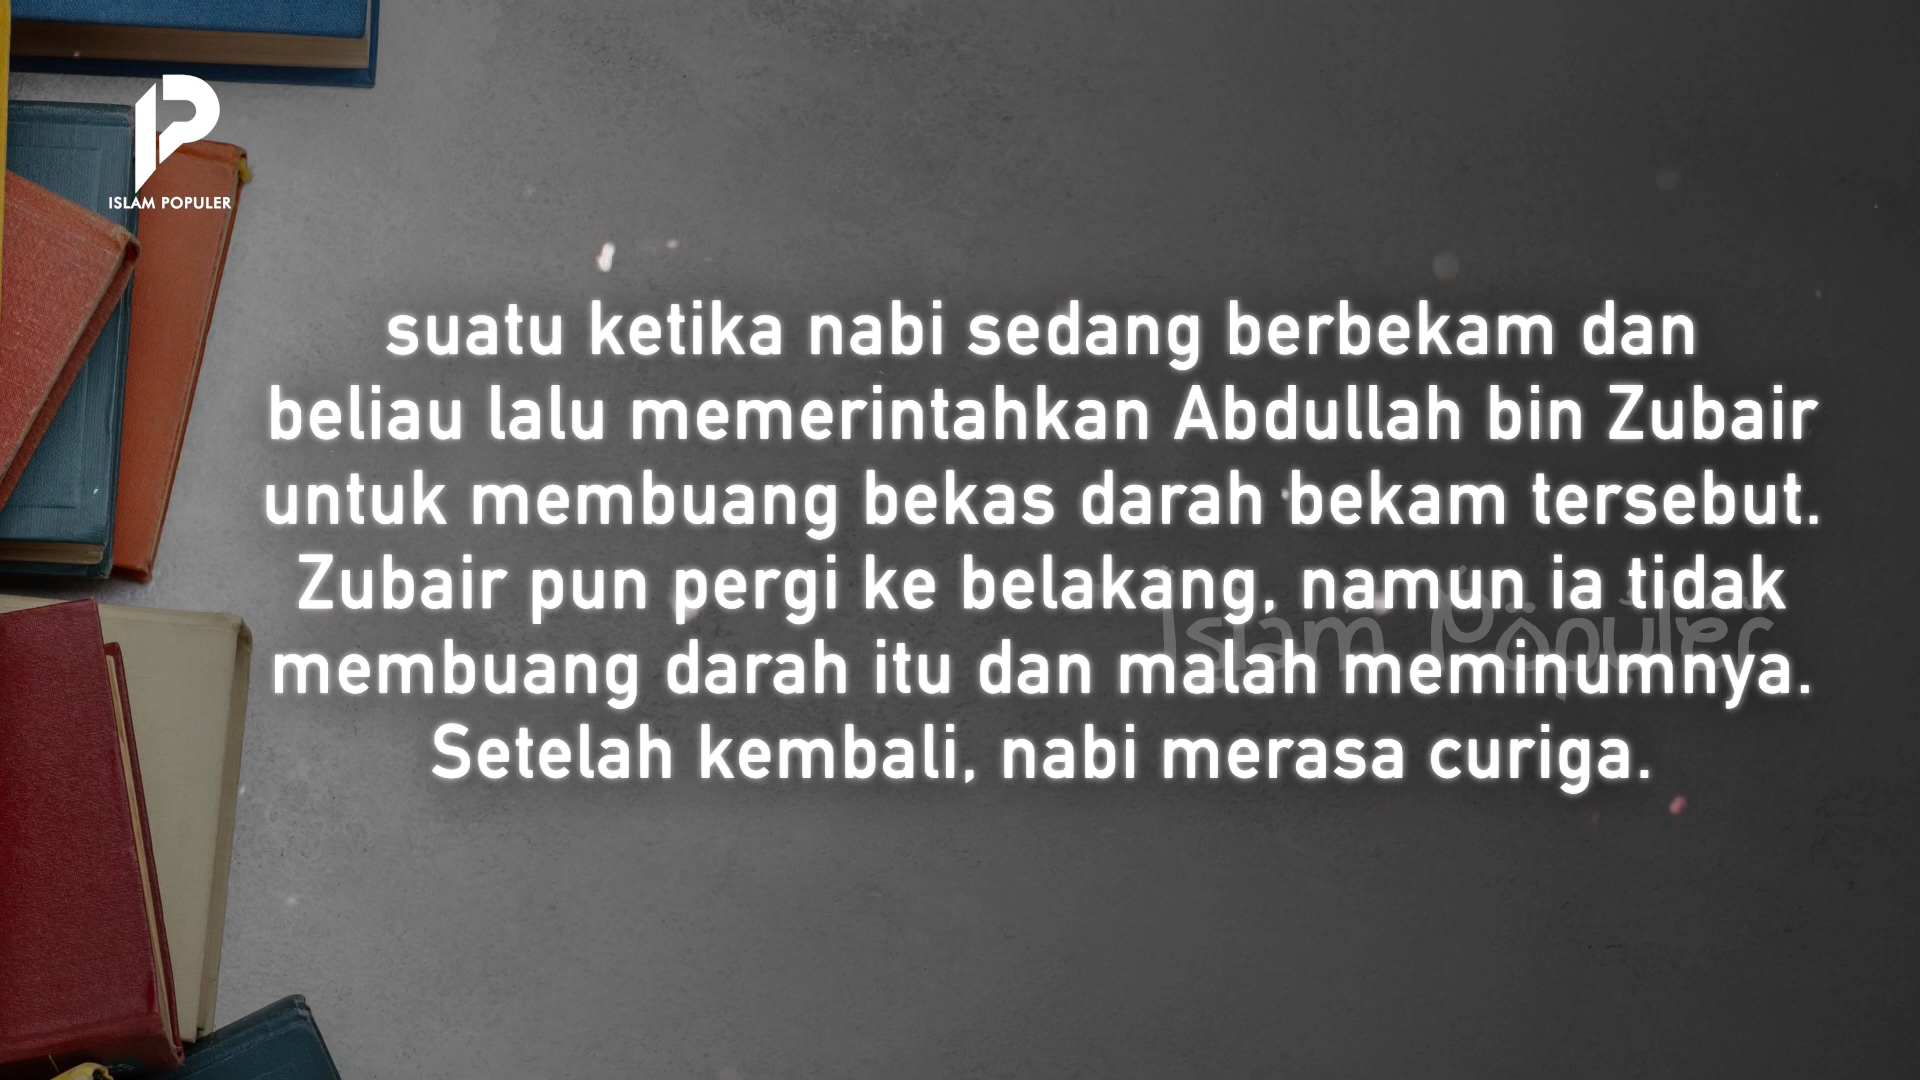 ISLAM POPULER
suatu ketika nabi sedang berbekam dan
beliau lalu memerintahkan Abdullah bin Zubair
untuk membuang bekas darah bekam tersebut.
Zubair pun pergi ke belakang, namun ia tidak
membuang darah itu dan malah meminumnya.
Setelah kembali, nabi merasa curiga.
Islam Populer